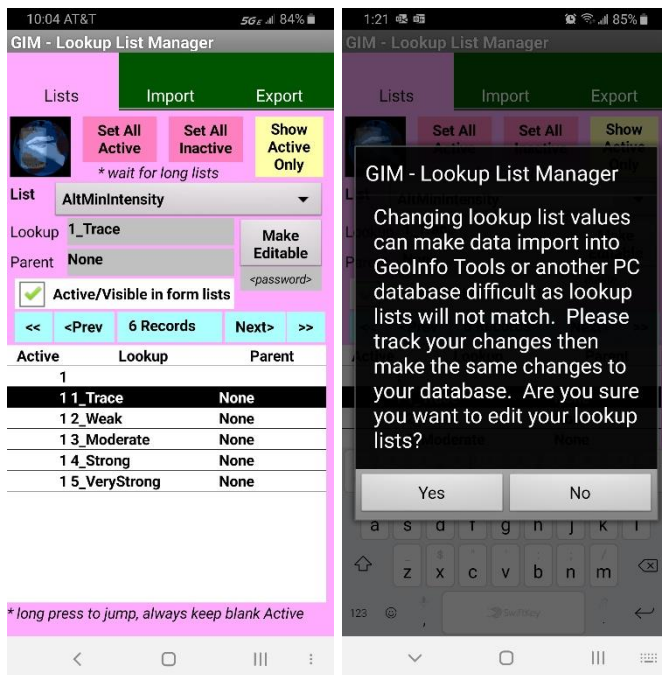 10:04 AT&T 5GE 84%
GIM - Lookup List Manager
Lists Import Export
Set All Active
Set All Inactive
Show Active Only
* wait for long lists
List AltMinIntensity
Lookup 1_Trace
Make Editable
Parent None
<password>
Active/Visible in form lists
<< <Prev 6 Records Next> >>
Active Lookup Parent
1
1 1_Trace None
1 2_Weak None
1 3_Moderate None
1 4_Strong None
1 5_VeryStrong None
* long press to jump, always keep blank Active
1:21 85%
GIM - Lookup List Manager
Lists Import Export
Set All
Set All
Show
GIM - Lookup List Manager
Changing lookup list values
can make data import into
GeoInfo Tools or another PC
database difficult as lookup
lists will not match. Please
track your changes then
make the same changes to
your database. Are you sure
you want to edit your lookup
lists?
Yes No
a s d f g h j k l
z x c v b n m
123 , SwiftKey .